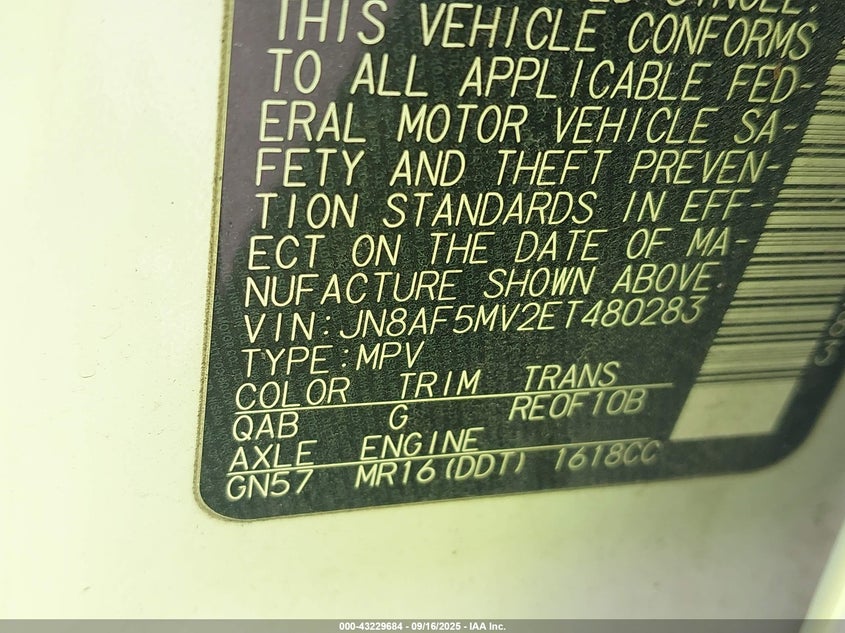 THIS VEHICLE CONFORMS
TO ALL APPLICABLE FED-
ERAL MOTOR VEHICLE SA-
FETY AND THEFT PREVEN-
TION STANDARDS IN EFF-
ECT ON THE DATE OF MA-
NUFACTURE SHOWN ABOVE.
VIN:JN8AF5MV2ET480283
TYPE:MPV
COLOR TRIM TRANS
QAB G RE0F10B
AXLE ENGINE
GN57 MR16(DDT) 1618CC
83
000-43229684 - 09/16/2025 - IAA Inc.